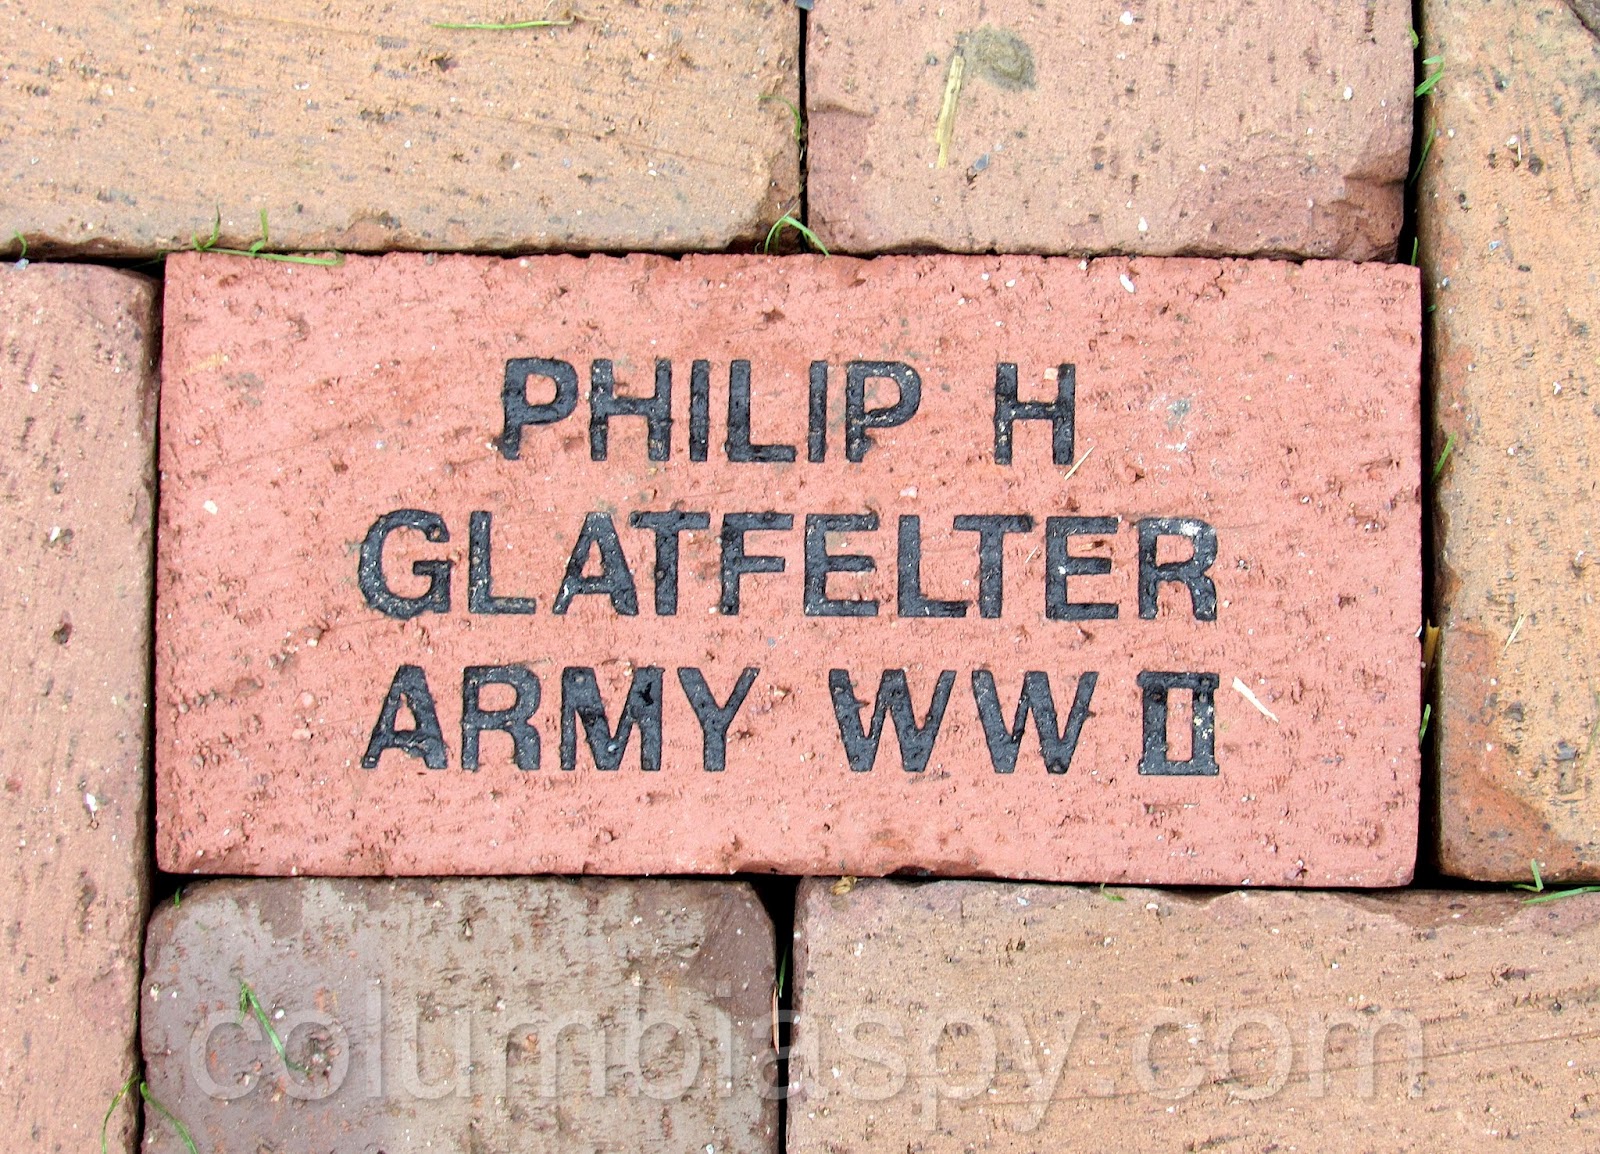 PHILIP H
GLATFELTER
ARMY WW II
columbiaspy.com